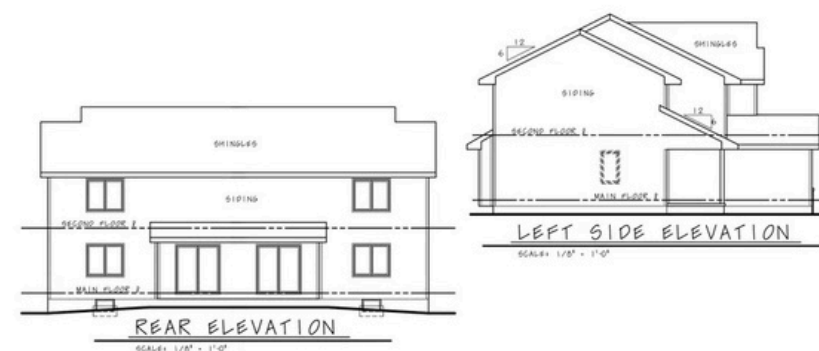 SHINGLES
SIDING
SECOND FLOOR
MAIN FLOOR
REAR ELEVATION
SCALE: 1/8" = 1'-0"
12
6
SHINGLES
SIDING
12
6
SECOND FLOOR
MAIN FLOOR
LEFT SIDE ELEVATION
SCALE: 1/8" = 1'-0"